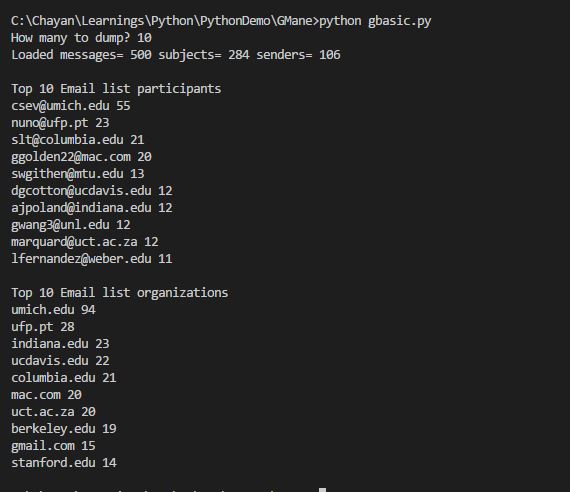 C:\Chayan\Learnings\Python\PythonDemo\GMane>python gbasic.py
How many to dump? 10
Loaded messages= 500 subjects= 284 senders= 106
Top 10 Email list participants
csev@umich.edu 55
nuno@ufp.pt 23
slt@columbia.edu 21
ggolden22@mac.com 20
swgithen@mtu.edu 13
dgcotton@ucdavis.edu 12
ajpoland@indiana.edu 12
gwang3@unl.edu 12
marquard@uct.ac.za 12
lfernandez@weber.edu 11
Top 10 Email list organizations
umich.edu 94
ufp.pt 28
indiana.edu 23
ucdavis.edu 22
columbia.edu 21
mac.com 20
uct.ac.za 20
berkeley.edu 19
gmail.com 15
stanford.edu 14